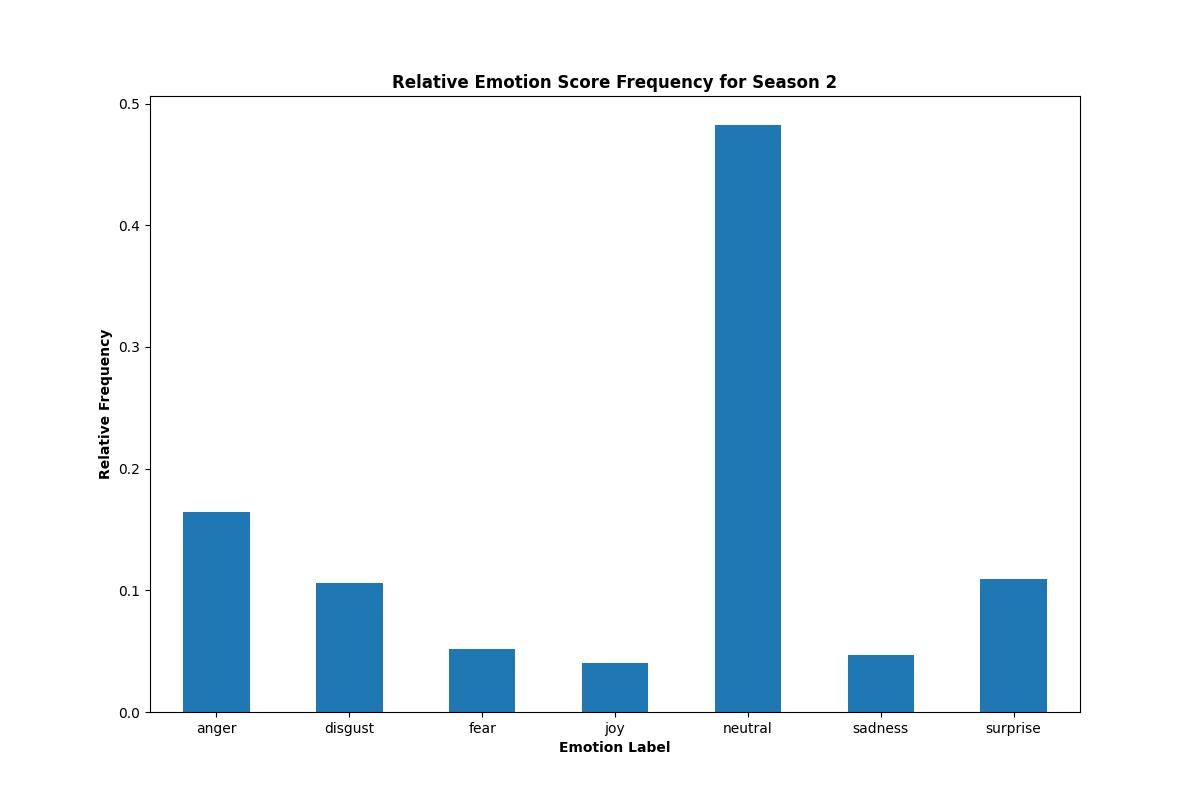 Relative Emotion Score Frequency for Season 2
0.5
0.4
0.3
0.2
0.1
0.0
Relative Frequency
anger disgust fear joy neutral sadness surprise
Emotion Label